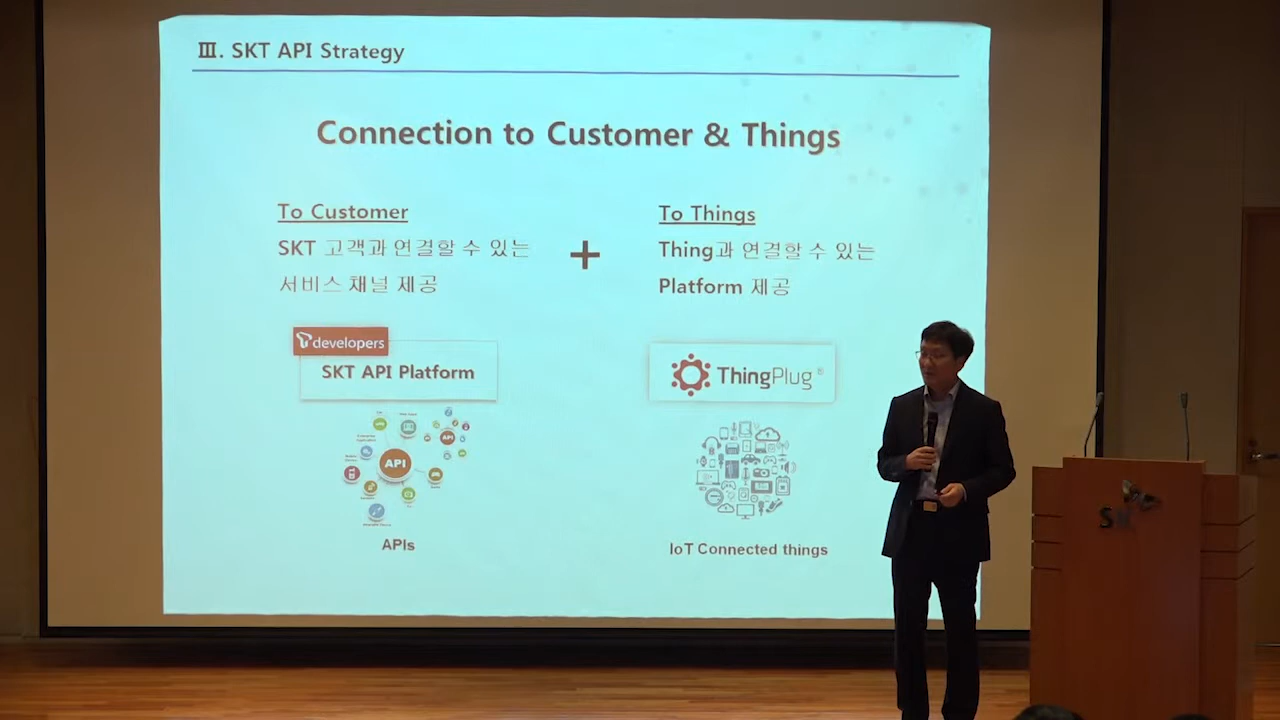 Ⅲ. SKT API Strategy
Connection to Customer & Things
To Customer
SKT 고객과 연결할 수 있는
서비스 채널 제공
+
To Things
Thing과 연결할 수 있는
Platform 제공
T developers
SKT API Platform
API
API
APIs
ThingPlug®
IoT Connected things
SK